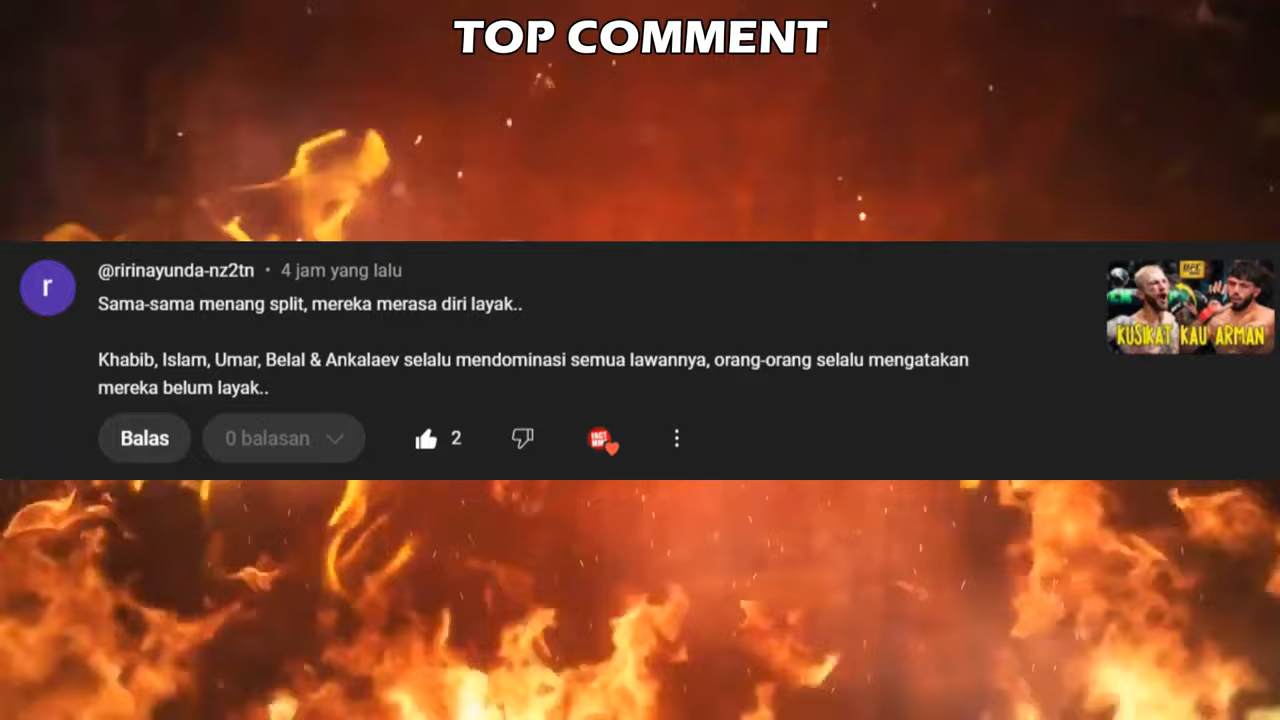 TOP COMMENT
r
@ririnayunda-nz2tn • 4 jam yang lalu
Sama-sama menang split, mereka merasa diri layak..
Khabib, Islam, Umar, Belal & Ankalaev selalu mendominasi semua lawannya, orang-orang selalu mengatakan
mereka belum layak..
UFC
KUSIKAT KAU ARMAN
Balas
0 balasan
2